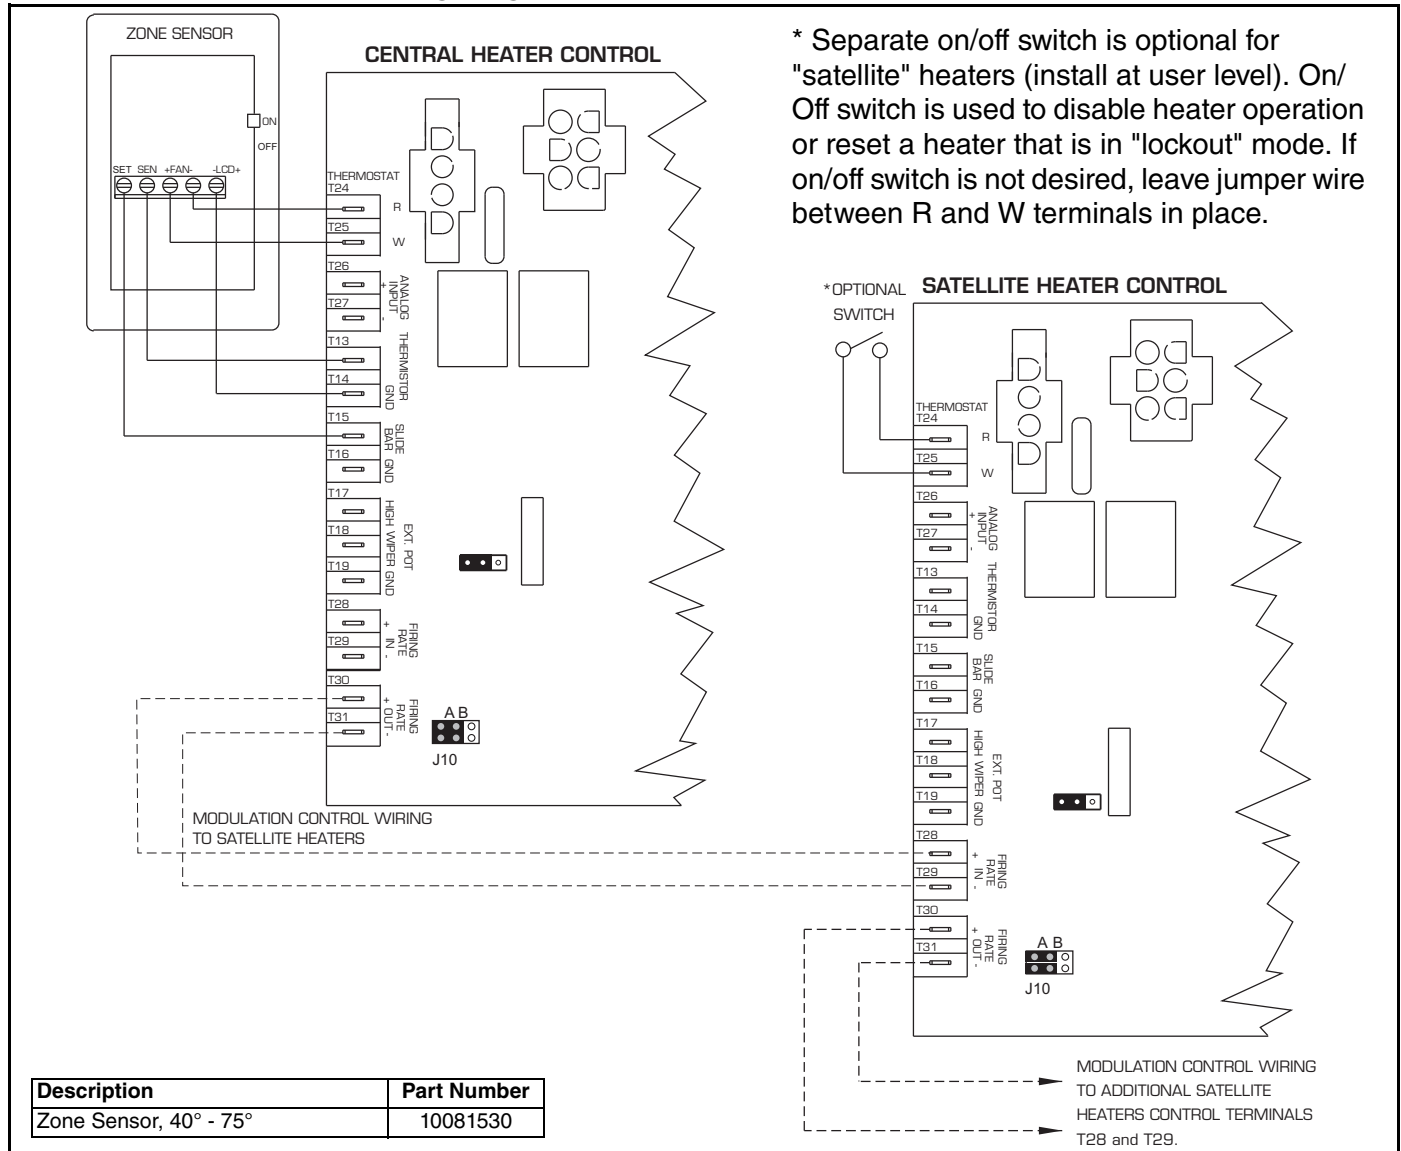 ZONE SENSOR
ON
OFF
SET SEN +FAN- -LCD+
CENTRAL HEATER CONTROL
THERMOSTAT
T24
R
T25
W
T26
+
ANALOG
INPUT
T27
-
T13
THERMISTOR
T14
GND
T15
SLIDE
BAR
T16
GND
T17
HIGH
EXT. POT
T18
WIPER
T19
GND
T28
+
FIRING
RATE
IN
T29
-
T30
+
FIRING
RATE
OUT
T31
-
A B
J10
MODULATION CONTROL WIRING
TO SATELLITE HEATERS
* Separate on/off switch is optional for
"satellite" heaters (install at user level). On/
Off switch is used to disable heater operation
or reset a heater that is in "lockout" mode. If
on/off switch is not desired, leave jumper wire
between R and W terminals in place.
*OPTIONAL
SWITCH
SATELLITE HEATER CONTROL
THERMOSTAT
T24
R
T25
W
T26
+
ANALOG
INPUT
T27
-
T13
THERMISTOR
T14
GND
T15
SLIDE
BAR
T16
GND
T17
HIGH
EXT. POT
T18
WIPER
T19
GND
T28
+
FIRING
RATE
IN
T29
-
T30
+
FIRING
RATE
OUT
T31
-
A B
J10
MODULATION CONTROL WIRING
TO ADDITIONAL SATELLITE
HEATERS CONTROL TERMINALS
T28 and T29.
Description Part Number
Zone Sensor, 40° - 75° 10081530